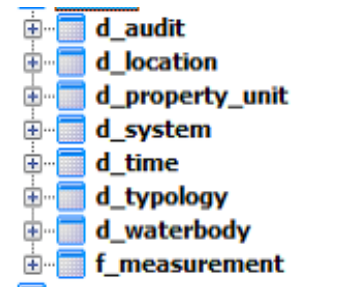 d_audit
d_location
d_property_unit
d_system
d_time
d_typology
d_waterbody
f_measurement